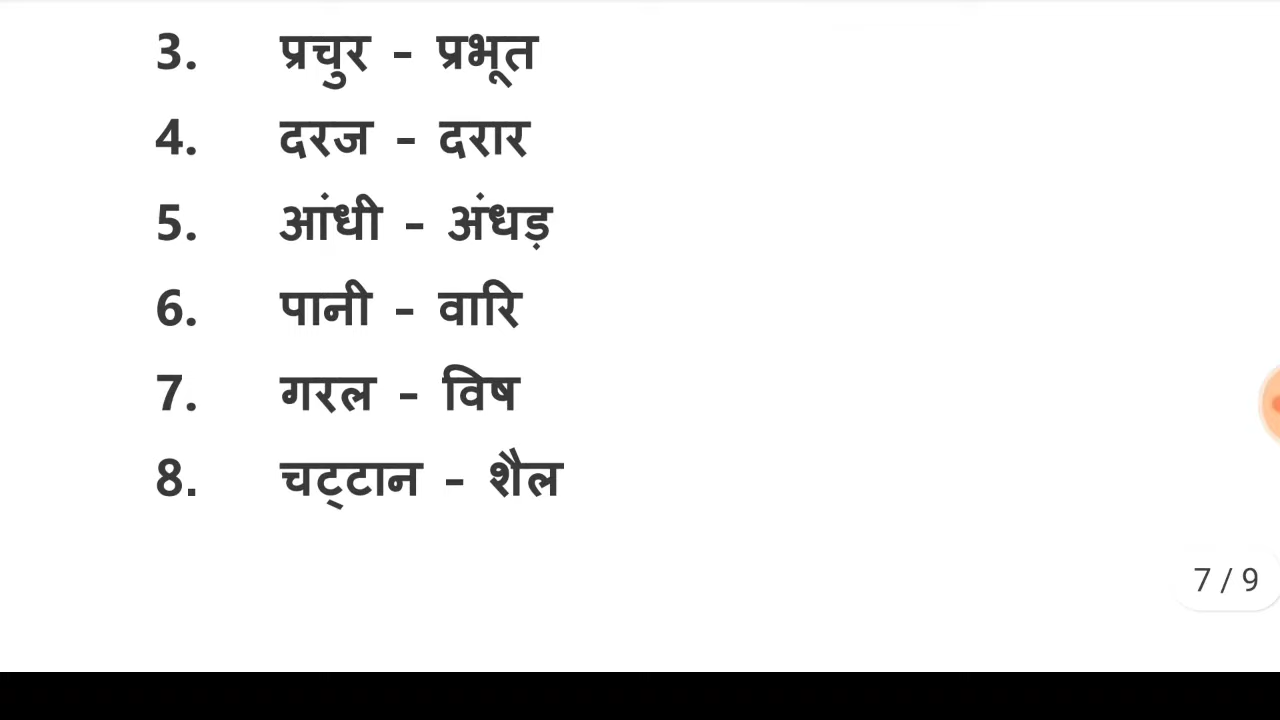 3. प्रचुर - प्रभूत
4. दरज - दरार
5. आंधी - अंधड़
6. पानी - वारि
7. गरल - विष
8. चट्टान - शैल
7 / 9